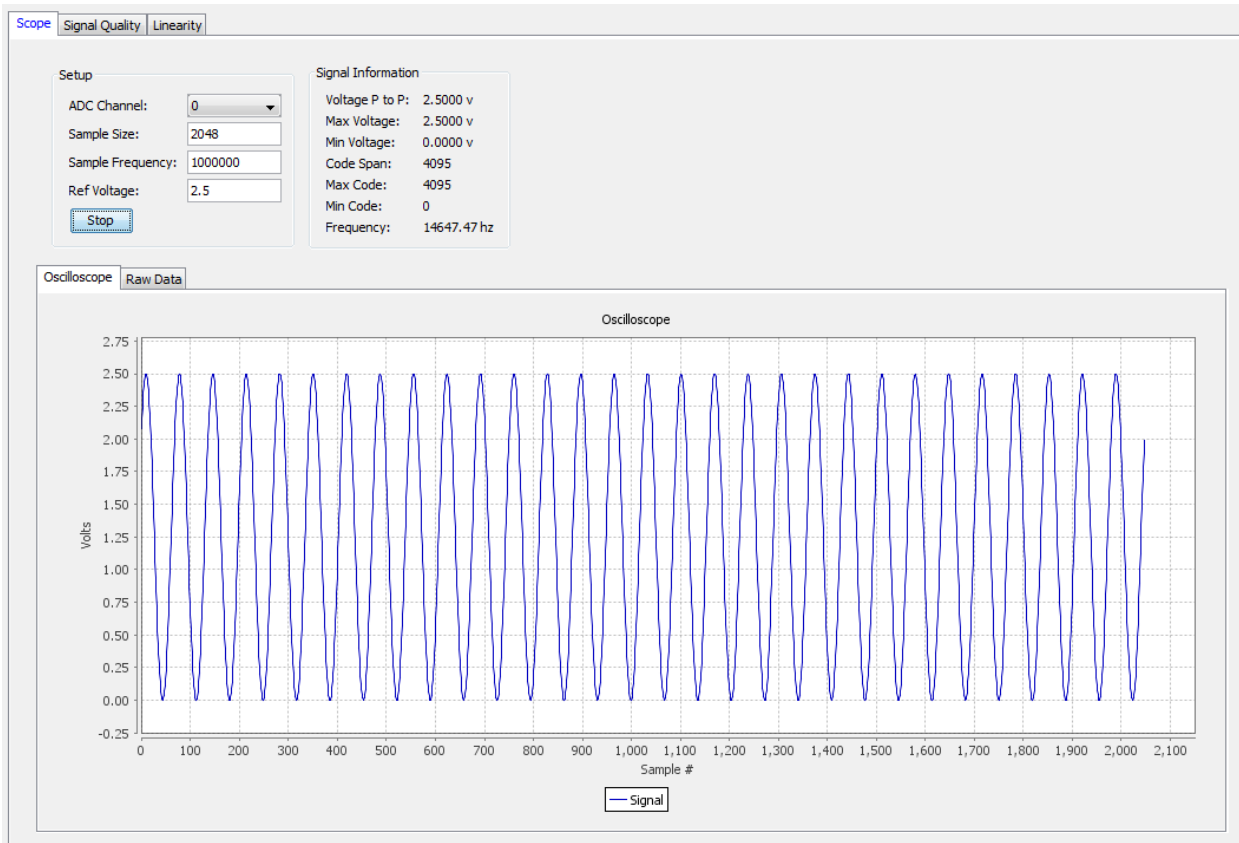 Scope Signal Quality Linearity
Setup
ADC Channel: 0
Sample Size: 2048
Sample Frequency: 1000000
Ref Voltage: 2.5
Stop
Signal Information
Voltage P to P: 2.5000 v
Max Voltage: 2.5000 v
Min Voltage: 0.0000 v
Code Span: 4095
Max Code: 4095
Min Code: 0
Frequency: 14647.47 hz
Oscilloscope Raw Data
Oscilloscope
2.75
2.50
2.25
2.00
1.75
1.50
1.25
1.00
0.75
0.50
0.25
0.00
-0.25
Volts
0 100 200 300 400 500 600 700 800 900 1,000 1,100 1,200 1,300 1,400 1,500 1,600 1,700 1,800 1,900 2,000 2,100
Sample #
Signal